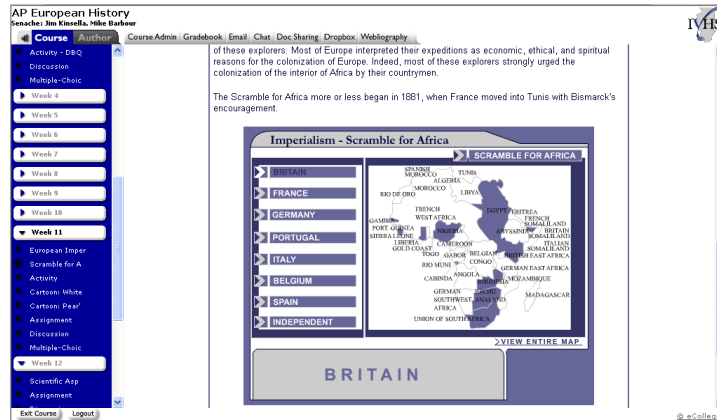 AP European History
Senache: Jim Kinsella, Mike Barbour
IVHS
Course Author Course Admin Gradebook Email Chat Doc Sharing Dropbox Webliography
Activity - DBQ
Discussion
Multiple-Choic
Week 4
Week 5
Week 6
Week 7
Week 8
Week 9
Week 10
Week 11
European Imper
Scramble for A
Activity
Cartoon: White
Cartoon: Pear'
Assignment
Discussion
Multiple-Choic
Week 12
Scientific Asp
Assignment
Exit Course Logout
of these explorers. Most of Europe interpreted their expeditions as economic, ethical, and spiritual
reasons for the colonization of Europe. Indeed, most of these explorers strongly urged the
colonization of the interior of Africa by their countrymen.
The Scramble for Africa more or less began in 1881, when France moved into Tunis with Bismarck's
encouragement.
Imperialism - Scramble for Africa
SCRAMBLE FOR AFRICA
BRITAIN
FRANCE
GERMANY
PORTUGAL
ITALY
BELGIUM
SPAIN
INDEPENDENT
SPANISH
MOROCCO
TUNIS
ALGERIA
MOROCCO
LIBYA
RIO DE ORO
FRENCH
WEST AFRICA
EGYPT
ERITREA
FRENCH
SOMALILAND
GAMBIA
PORT. GUINEA
SIERRA LEONE
NIGERIA
ABYSSINIA
BRITAIN
SOMALILAND
LIBERIA
GOLD COAST
CAMEROON
ITALIAN
SOMALILAND
TOGO
GABON
BELGIAN
CONGO
BRITISH EAST AFRICA
RIO MUNI
GERMAN EAST AFRICA
CABINDA
ANGOLA
RHODESIA
MOZAMBIQUE
GERMAN
SOUTHWEST
AFRICA
MADAGASCAR
UNION OF SOUTH AFRICA
VIEW ENTIRE MAP
BRITAIN